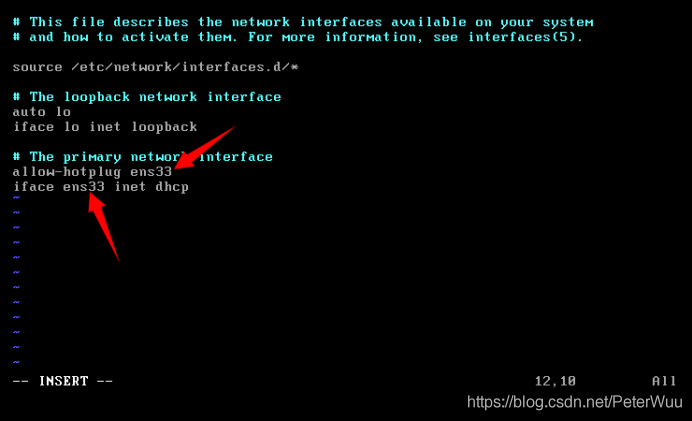 # This file describes the network interfaces available on your system
# and how to activate them. For more information, see interfaces(5).
source /etc/network/interfaces.d/*
# The loopback network interface
auto lo
iface lo inet loopback
# The primary network interface
allow-hotplug ens33
iface ens33 inet dhcp
~
~
~
~
~
~
~
~
~
~
~
~
-- INSERT -- 12,10 All
https://blog.csdn.net/PeterWuu